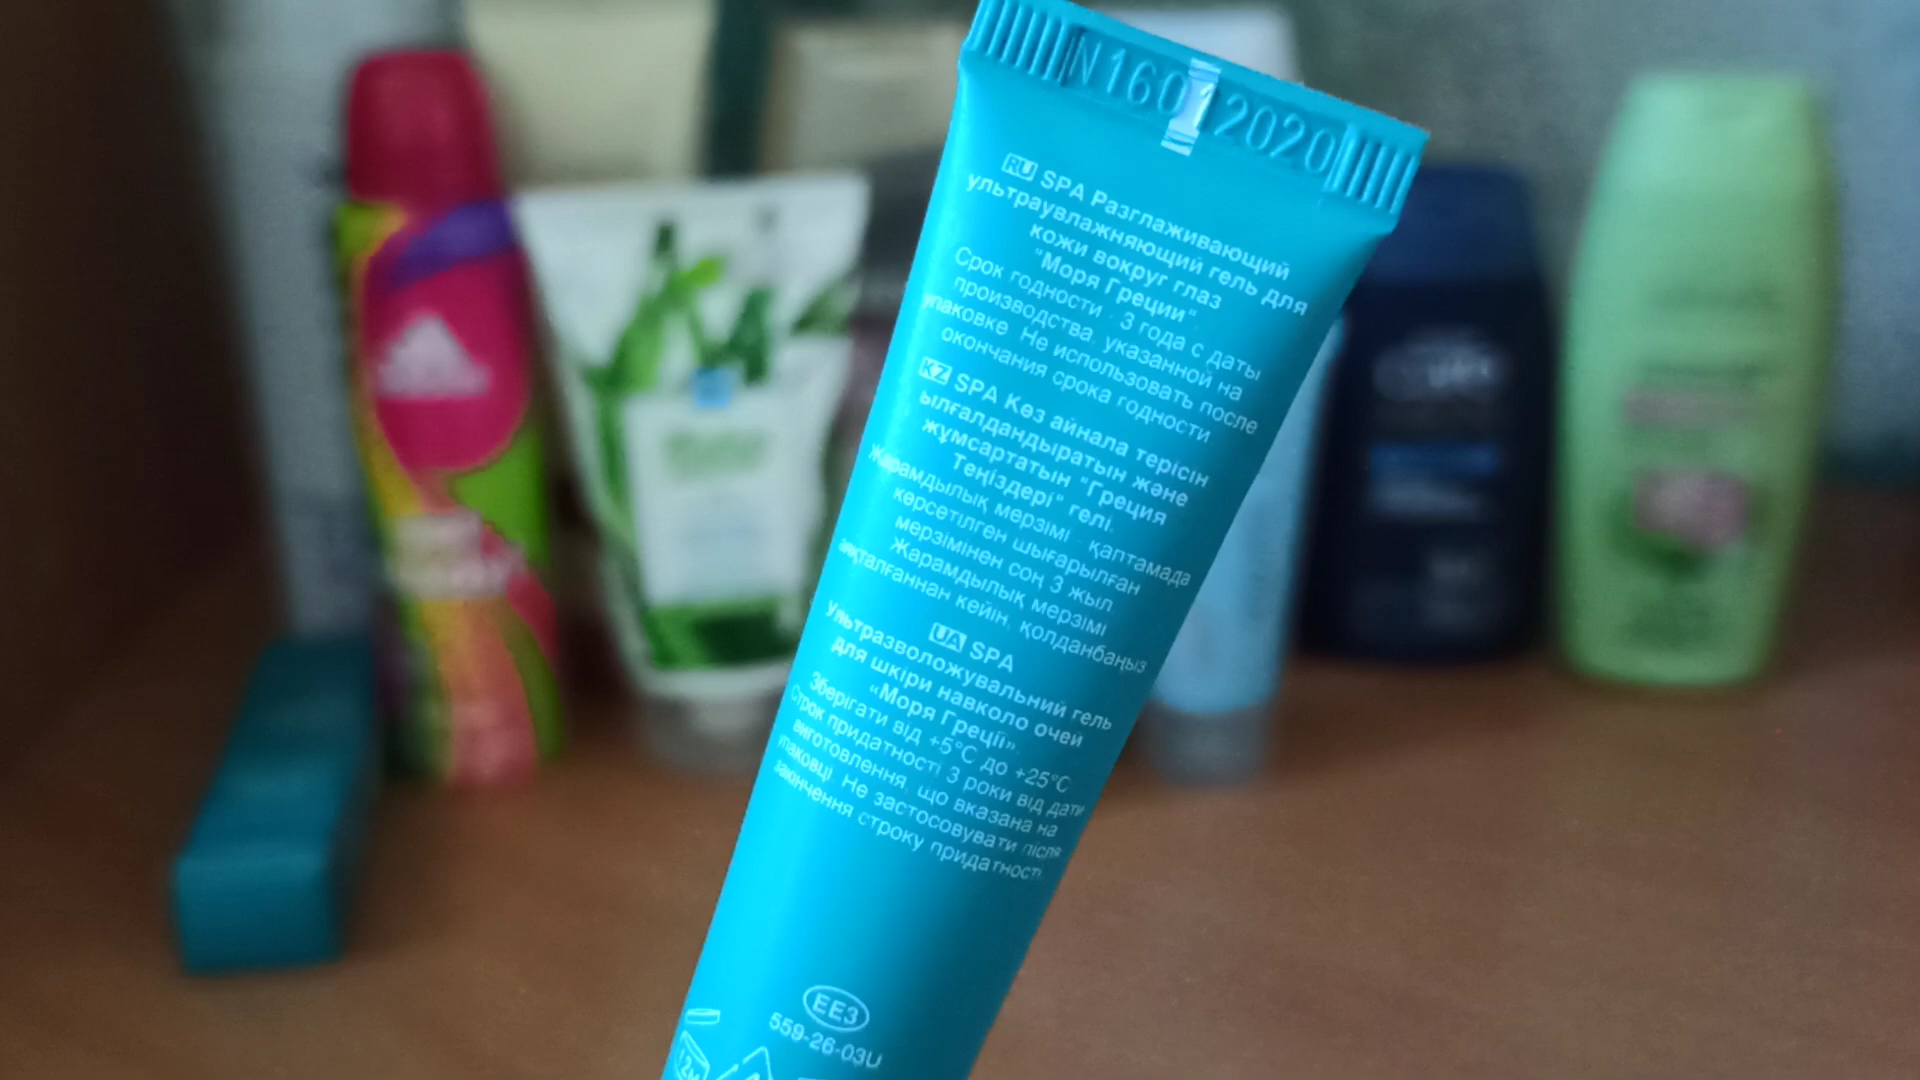 N16012020
RU SPA Разглаживающий
ультраувлажняющий гель для
кожи вокруг глаз
"Моря Греции"
Срок годности - 3 года с даты
производства, указанной на
упаковке. Не использовать после
окончания срока годности
KZ SPA Көз айнала терісін
ылғалдандыратын және
жұмсартатын "Греция
Теңіздері" гелі.
Жарамдылық мерзімі - қаптамада
көрсетілген шығарылған
мерзімінен соң 3 жыл
Жарамдылық мерзімі
аяқталғаннан кейін, қолданбаңыз
UA SPA
Ультразволожувальний гель
для шкіри навколо очей
«Моря Греції».
Зберігати від +5°C до +25°C
Строк придатності 3 роки від дати
виготовлення, що вказана на
упаковці. Не застосовувати після
закінчення строку придатності.
EE3
559-26-03U
12M